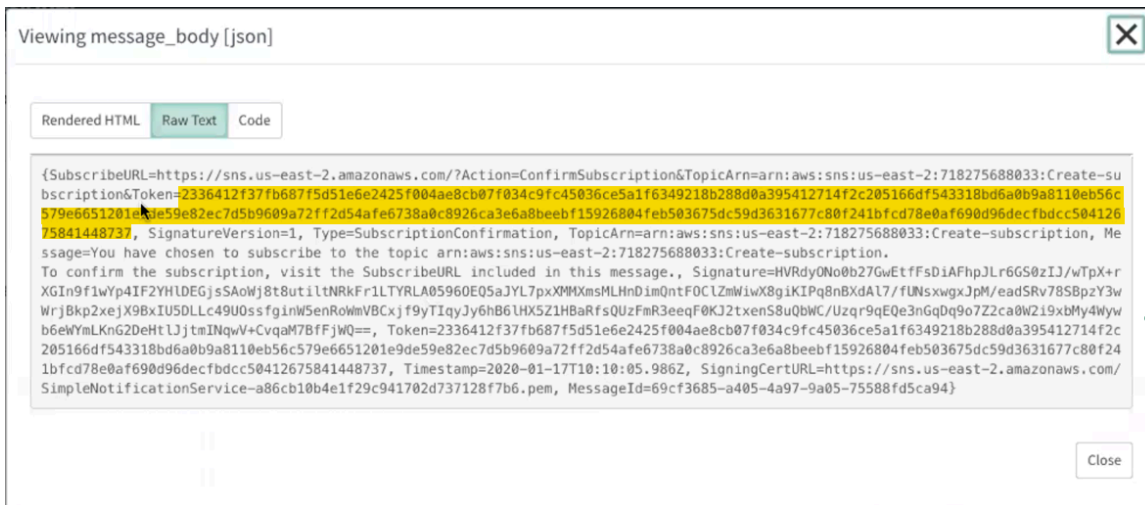 Viewing message_body [json]
Rendered HTML
Raw Text
Code
{SubscribeURL=https://sns.us-east-2.amazonaws.com/?Action=ConfirmSubscription&TopicArn=arn:aws:sns:us-east-2:718275688033:Create-su
bscription&Token=2336412f37fb687f5d51e6e2425f004ae8cb07f034c9fc45036ce5a1f6349218b288d0a395412714f2c205166df543318bd6a0b9a8110eb56c
579e6651201e9de59e82ec7d5b9609a72ff2d54afe6738a0c8926ca3e6a8beebf15926804feb503675dc59d3631677c80f241bfcd78e0af690d96decfbdcc504126
75841448737, SignatureVersion=1, Type=SubscriptionConfirmation, TopicArn=arn:aws:sns:us-east-2:718275688033:Create-subscription, Me
ssage=You have chosen to subscribe to the topic arn:aws:sns:us-east-2:718275688033:Create-subscription.
To confirm the subscription, visit the SubscribeURL included in this message., Signature=HVRdyONo0b27GwEtfFsDiAFhpJLr6GS0zIJ/wTpX+r
XGIn9f1wYp4IF2YHlDEGjsSAoWj8t8utiltNRkFr1LTYRLA0596OEQ5aJYL7pxXMMXmsMLHnDimQntFOClZmWiwX8giKIPq8nBXdAl7/fUNsxwgxJpM/eadSRv78SBpzY3w
WrjBkp2xejX9BxIU5DLLc49UOssfginW5enRoWmVBCxjf9yTIqyJy6hB6lHX5Z1HBaRfsQUzFmR3eeqF0KJ2txenS8uQbWC/Uzqr9qEQe3nGqDq9o7Z2ca0W2i9xbMy4Wyw
b6eWYmLKnG2DeHtlJjtmINqwV+CvqaM7BfFjWQ==, Token=2336412f37fb687f5d51e6e2425f004ae8cb07f034c9fc45036ce5a1f6349218b288d0a395412714f2c
205166df543318bd6a0b9a8110eb56c579e6651201e9de59e82ec7d5b9609a72ff2d54afe6738a0c8926ca3e6a8beebf15926804feb503675dc59d3631677c80f24
1bfcd78e0af690d96decfbdcc50412675841448737, Timestamp=2020-01-17T10:10:05.986Z, SigningCertURL=https://sns.us-east-2.amazonaws.com/
SimpleNotificationService-a86cb10b4e1f29c941702d737128f7b6.pem, MessageId=69cf3685-a405-4a97-9a05-75588fd5ca94}
Close